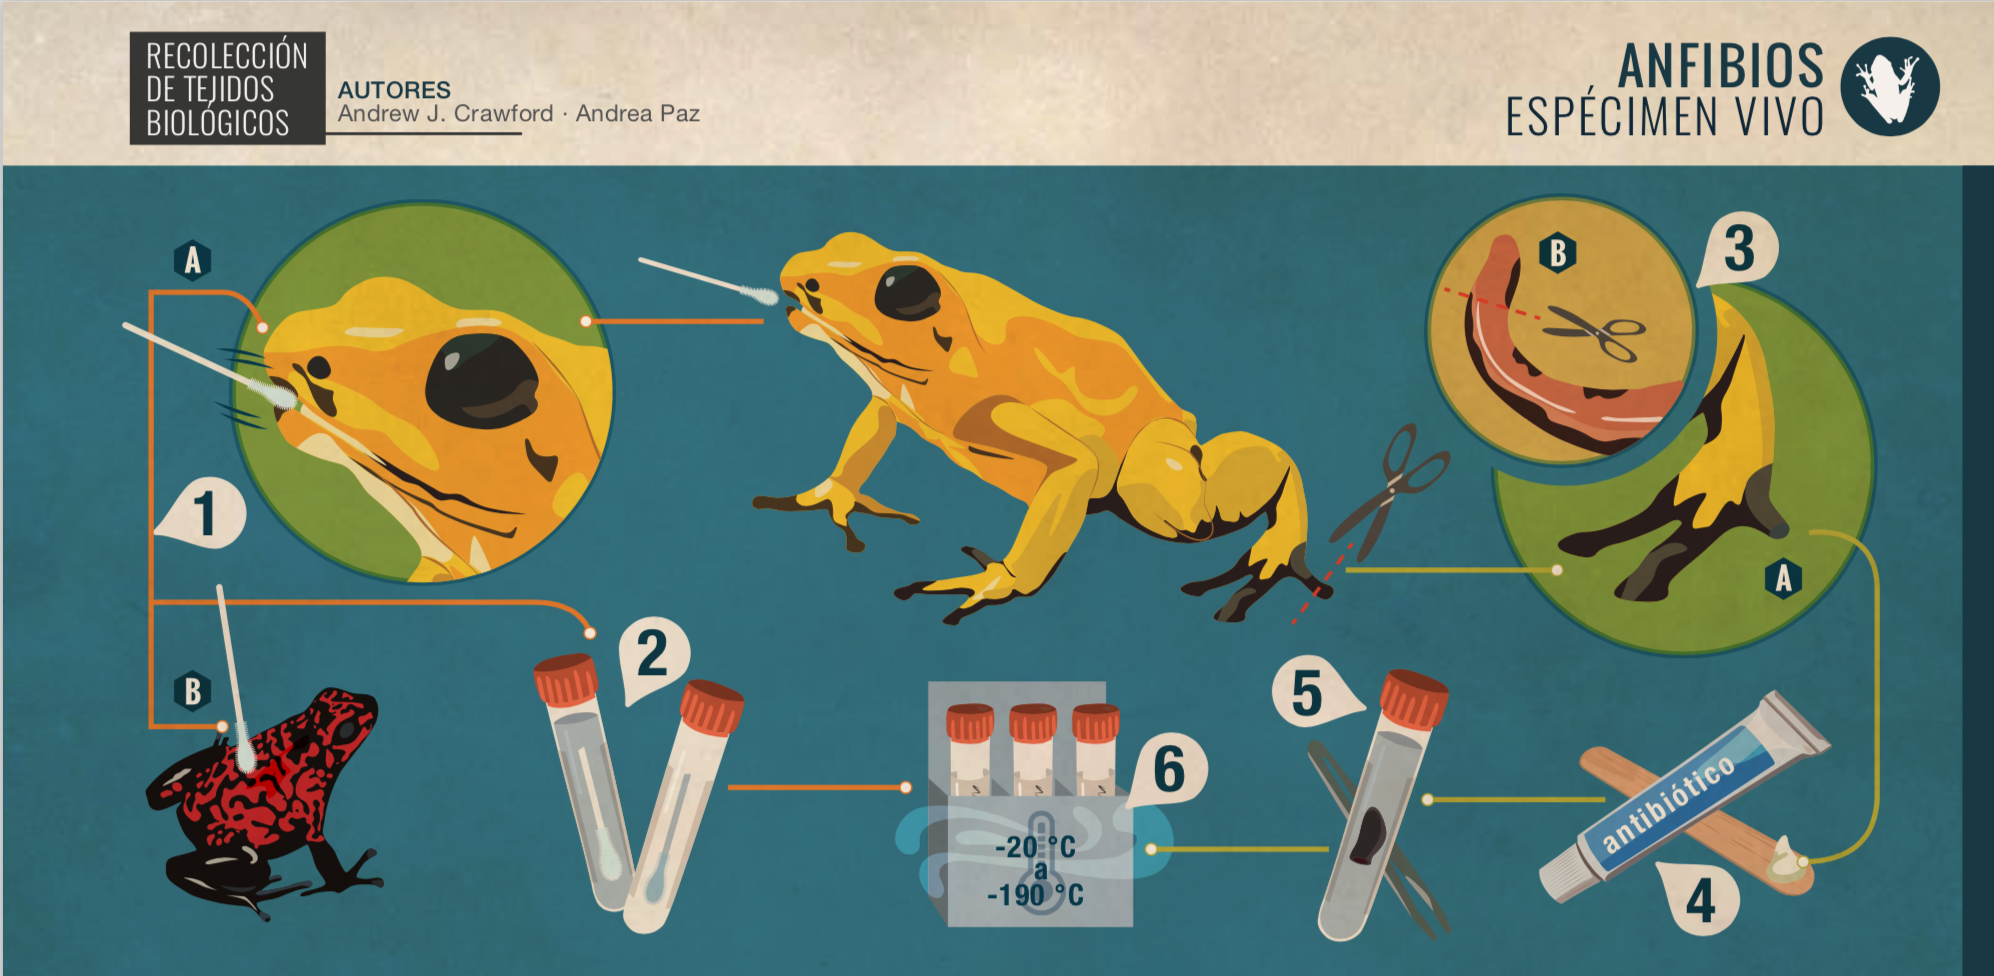 RECOLECCIÓN
DE TEJIDOS
BIOLÓGICOS
AUTORES
Andrew J. Crawford · Andrea Paz
ANFIBIOS
ESPÉCIMEN VIVO
A
1
B
2
B
3
A
4
antibiótico
5
6
-20 °C
a
-190 °C